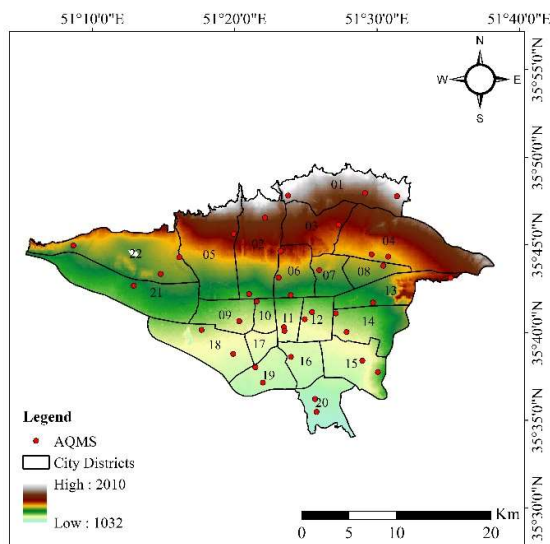 51°10'0"E 51°20'0"E 51°30'0"E 51°40'0"E
N
W E
S
35°55'0"N
35°50'0"N
35°45'0"N
35°40'0"N
35°35'0"N
35°30'0"N
01
03
02
04
05
22
06
07
08
21
13
09
10
11
12
14
18
17
16
15
19
20
Legend
AQMS
City Districts
High : 2010
Low : 1032
Km
0 5 10 20